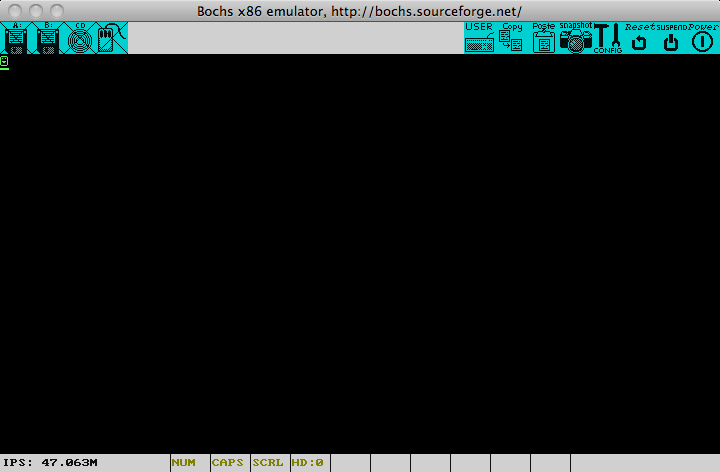 Bochs x86 emulator, http://bochs.sourceforge.net/
A: B: CD USER Copy Paste snapshot CONFIG Reset SUSPEND Power
IPS: 47.063M NUM CAPS SCRL HD:0